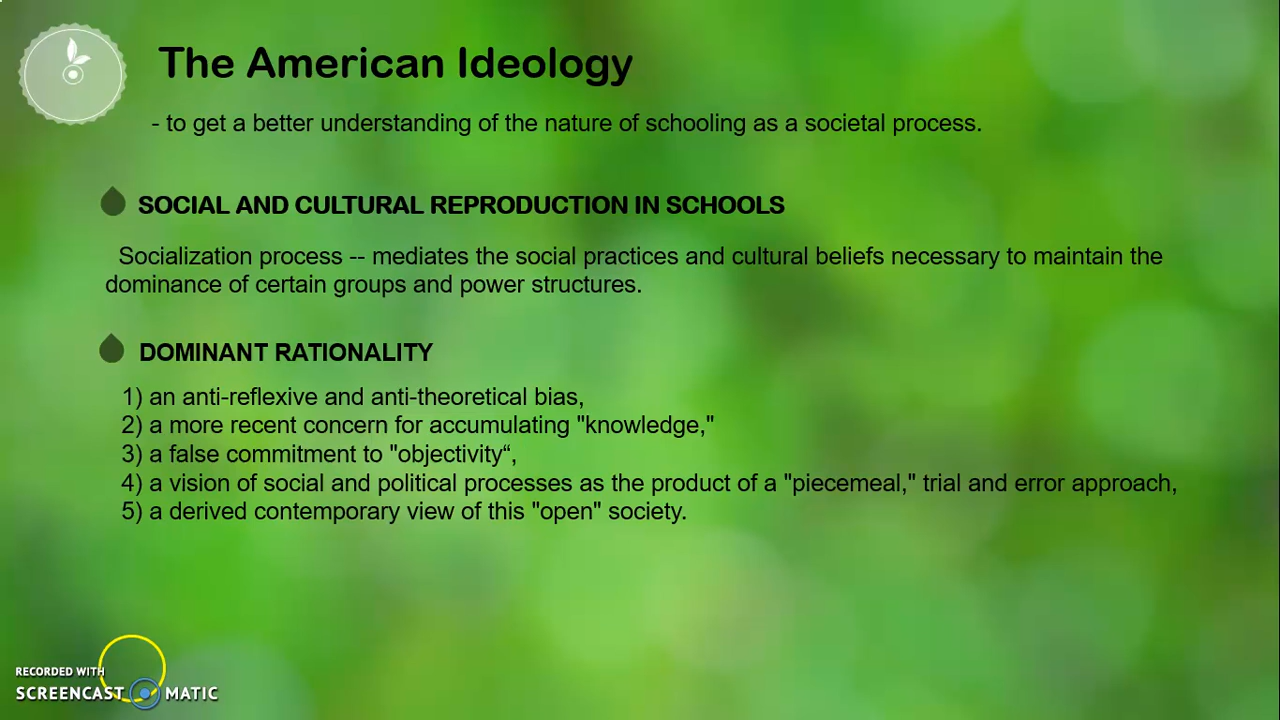 The American Ideology
- to get a better understanding of the nature of schooling as a societal process.
SOCIAL AND CULTURAL REPRODUCTION IN SCHOOLS
Socialization process -- mediates the social practices and cultural beliefs necessary to maintain the
dominance of certain groups and power structures.
DOMINANT RATIONALITY
1) an anti-reflexive and anti-theoretical bias,
2) a more recent concern for accumulating "knowledge,"
3) a false commitment to "objectivity“,
4) a vision of social and political processes as the product of a "piecemeal," trial and error approach,
5) a derived contemporary view of this "open" society.
RECORDED WITH
SCREENCAST MATIC